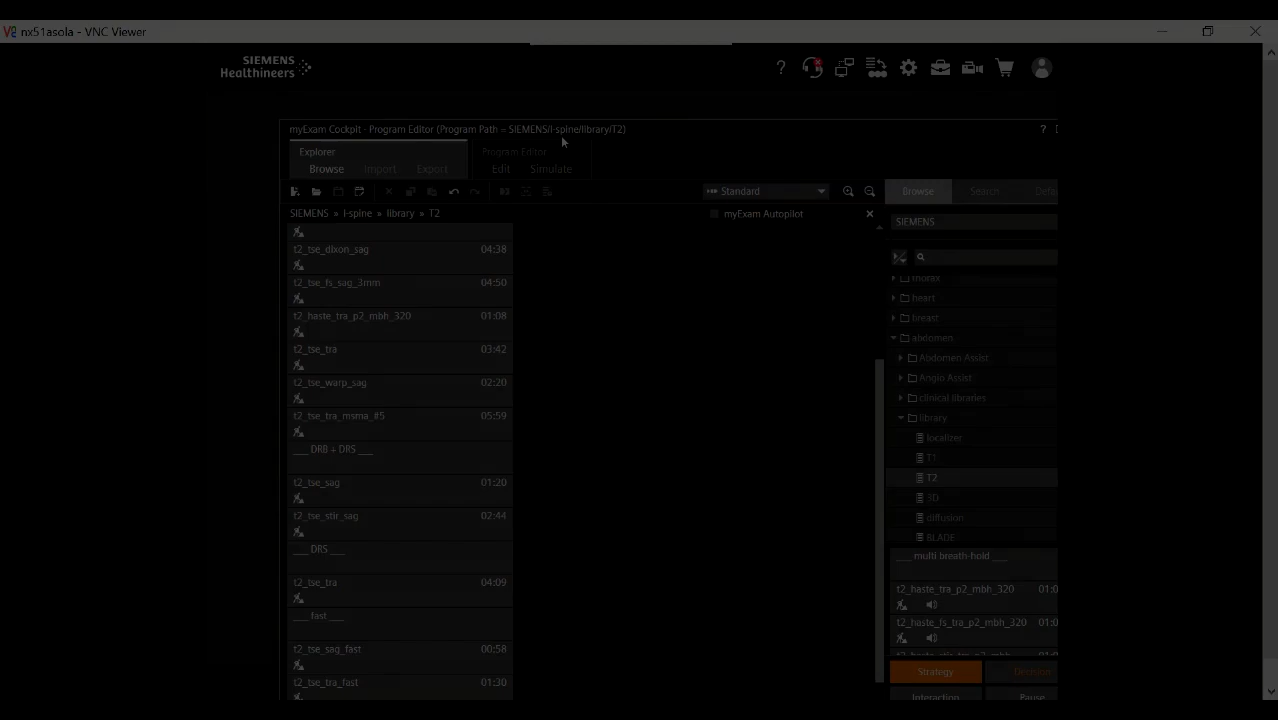 nx51asola - VNC Viewer
SIEMENS
Healthineers
myExam Cockpit - Program Editor (Program Path = SIEMENS/l-spine/library/T2)
Explorer
Program Editor
Browse
Import
Export
Edit
Simulate
Standard
Browse
Search
SIEMENS » l-spine » library » T2
myExam Autopilot
SIEMENS
t2_tse_dixon_sag 04:38
t2_tse_fs_sag_3mm 04:50
t2_haste_tra_p2_mbh_320 01:08
t2_tse_tra 03:42
t2_tse_warp_sag 02:20
t2_tse_tra_msma_#5 05:59
___ DRB + DRS ___
t2_tse_sag 01:20
t2_tse_stir_sag 02:44
___ DRS ___
t2_tse_tra 04:09
___ fast ___
t2_tse_sag_fast 00:58
t2_tse_tra_fast 01:30
heart
breast
abdomen
Abdomen Assist
Angio Assist
clinical libraries
library
localizer
T1
T2
3D
diffusion
BLADE
___ multi breath-hold ___
t2_haste_tra_p2_mbh_320
t2_haste_fs_tra_p2_mbh_320
Strategy
Decision
Interaction
Pause